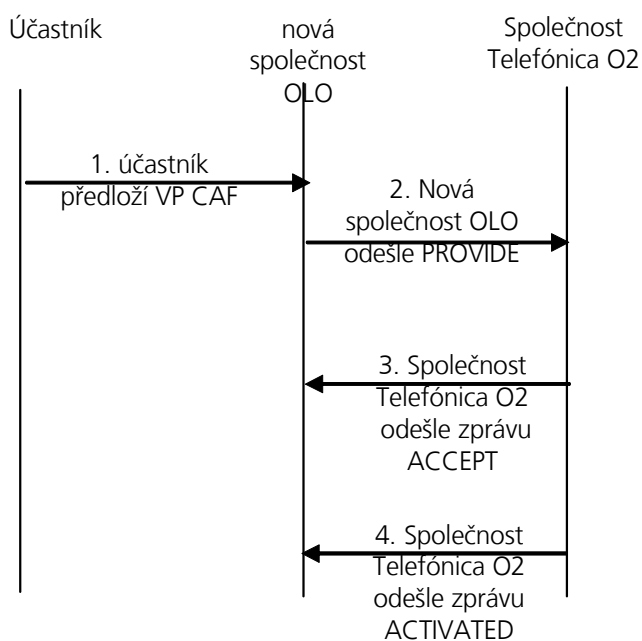 Účastník
nová
společnost
OLO
Společnost
Telefónica O2
1. účastník
předloží VP CAF
2. Nová
společnost OLO
odešle PROVIDE
3. Společnost
Telefónica O2
odešle zprávu
ACCEPT
4. Společnost
Telefónica O2
odešle zprávu
ACTIVATED